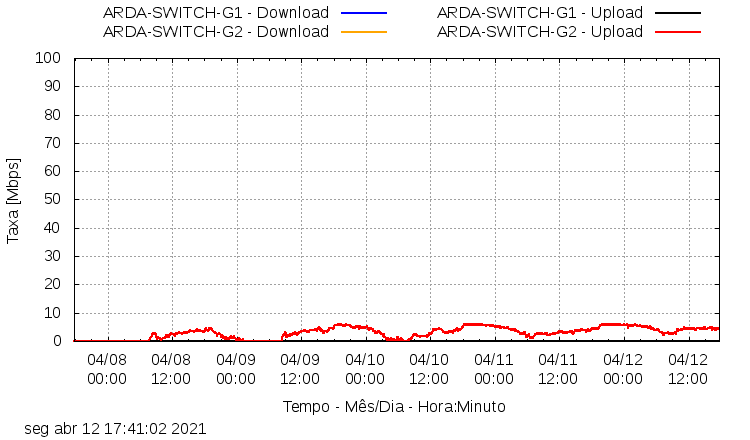 ARDA-SWITCH-G1 - Download ARDA-SWITCH-G1 - Upload
ARDA-SWITCH-G2 - Download ARDA-SWITCH-G2 - Upload
100
90
80
70
60
50
40
30
20
10
0
Taxa [Mbps]
04/08 04/08 04/09 04/09 04/10 04/10 04/11 04/11 04/12 04/12
00:00 12:00 00:00 12:00 00:00 12:00 00:00 12:00 00:00 12:00
Tempo - Mês/Dia - Hora:Minuto
seg abr 12 17:41:02 2021